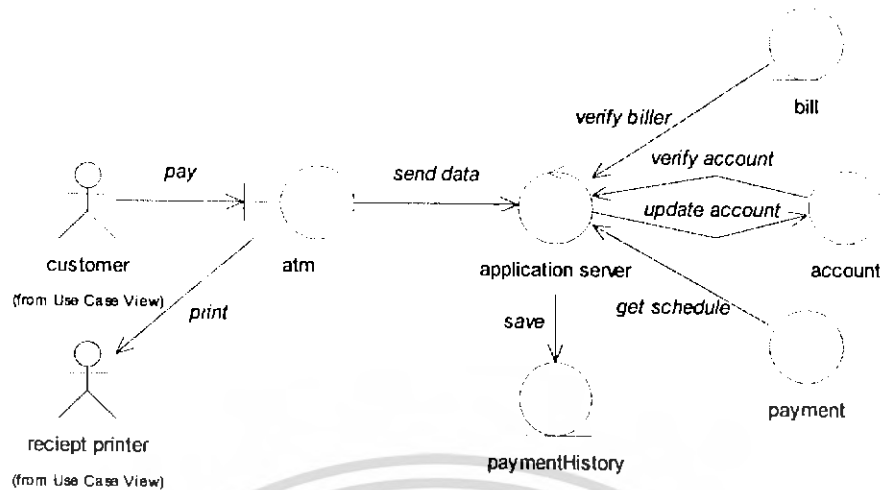 bill
verify biller
verify account
pay
send data
update account
customer
(from Use Case View)
atm
application server
account
print
save
get schedule
reciept printer
(from Use Case View)
paymentHistory
payment